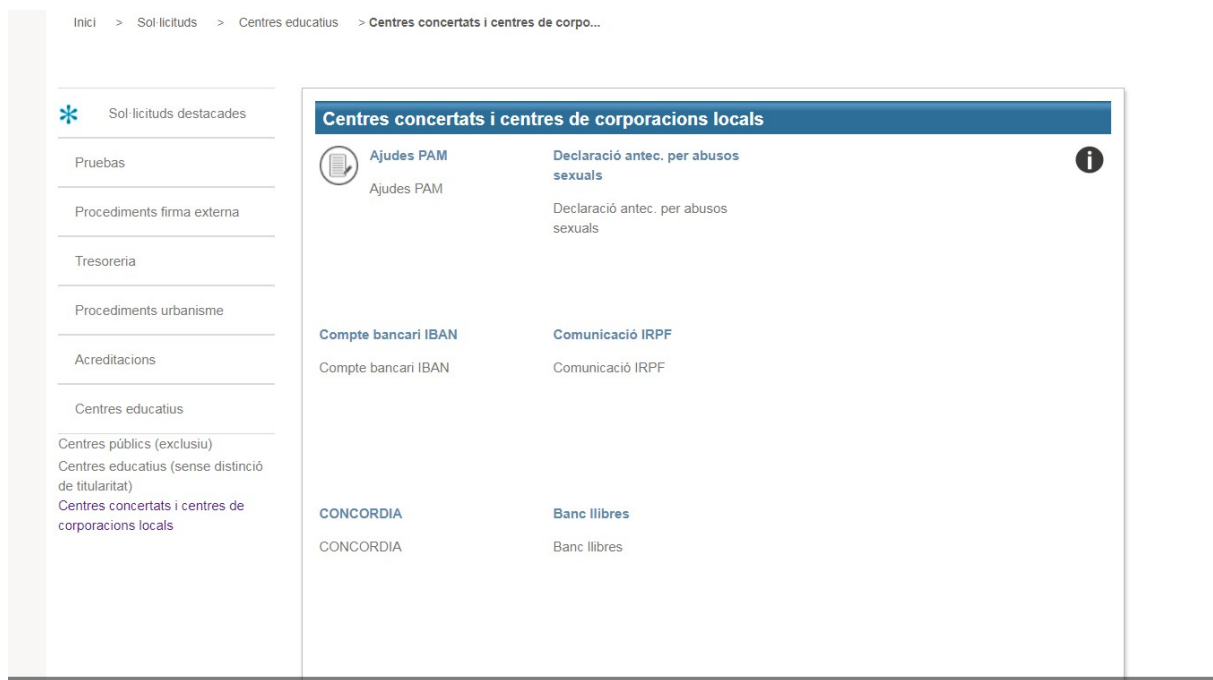 Inici > Sol·licituds > Centres educatius > Centres concertats i centres de corpo...
Sol·licituds destacades
Pruebas
Procediments firma externa
Tresoreria
Procediments urbanisme
Acreditacions
Centres educatius
Centres públics (exclusiu)
Centres educatius (sense distinció
de titularitat)
Centres concertats i centres de
corporacions locals
Centres concertats i centres de corporacions locals
Ajudes PAM
Ajudes PAM
Declaració antec. per abusos
sexuals
Declaració antec. per abusos
sexuals
Compte bancari IBAN
Compte bancari IBAN
Comunicació IRPF
Comunicació IRPF
CONCORDIA
CONCORDIA
Banc llibres
Banc llibres